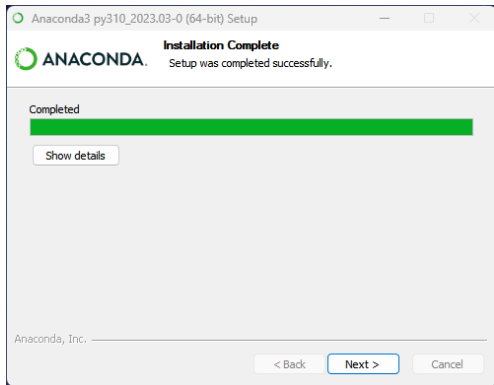 Anaconda3 py310_2023.03-0 (64-bit) Setup
Installation Complete
ANACONDA.
Setup was completed successfully.
Completed
Show details
Anaconda, Inc.
< Back
Next >
Cancel